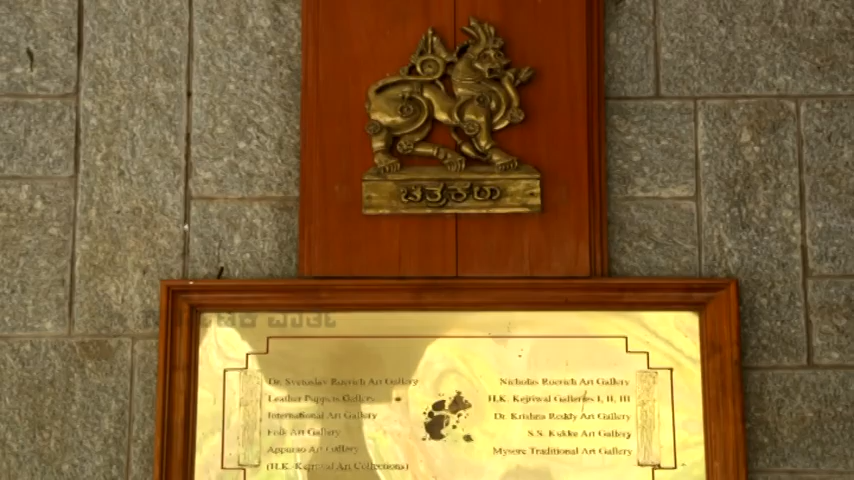 ಚಿತ್ರಕಲಾ
Dr. Svetoslav Roerich Art Gallery
Leather Puppets Gallery
International Art Gallery
Folk Art Gallery
Apparao Art Gallery
(H.K. Kejriwal Art Collections)
Nicholas Roerich Art Gallery
H.K. Kejriwal Galleries I, II, III
Dr. Krishna Reddy Art Gallery
S.S. Kukke Art Gallery
Mysore Traditional Art Gallery